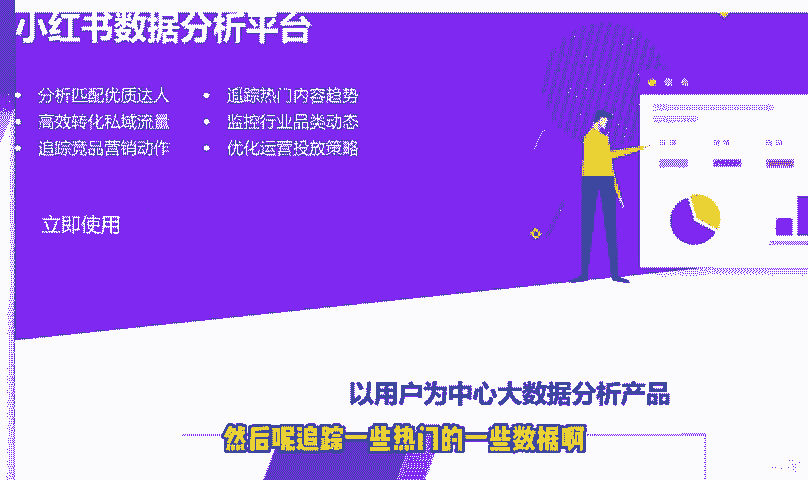 小红书数据分析平台
分析匹配优质达人
追踪热门内容趋势
高效转化私域流量
监控行业品类动态
追踪竞品营销动作
优化运营投放策略
立即使用
以用户为中心大数据分析产品
然后呢追踪一些热门的一些数据啊